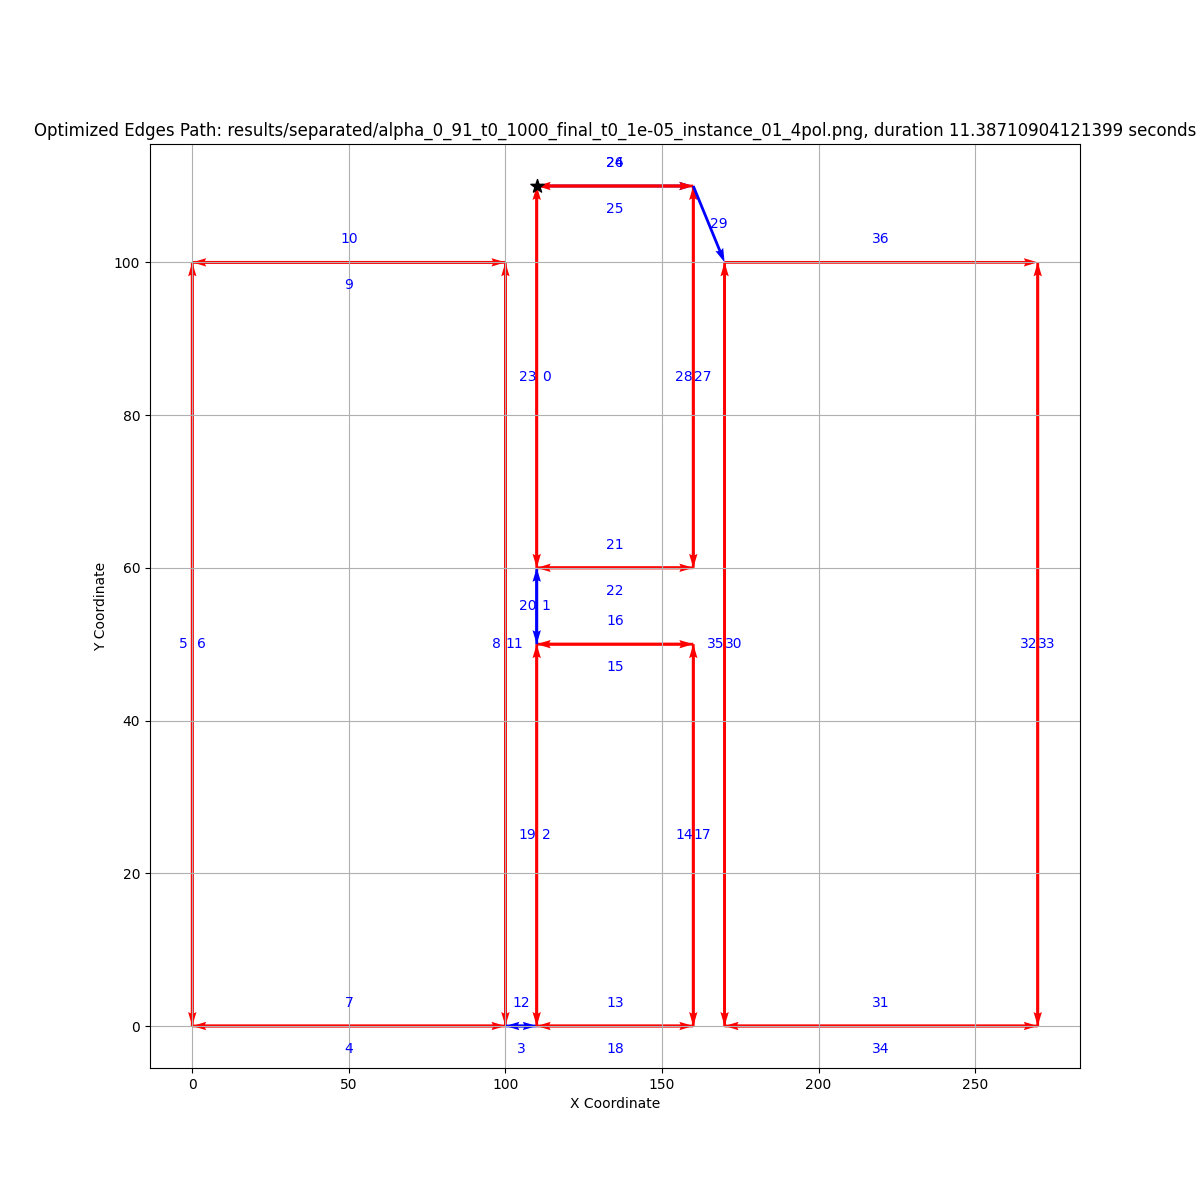 Optimized Edges Path: results/separated/alpha_0_91_t0_1000_final_t0_1e-05_instance_01_4pol.png, duration 11.38710904121399 seconds
25
29
10 36
100
9
23 0 28 27
80
21
60
22
20 1
16
5 6 8 11 35 30 32 33
15
40
19 2 14 17
20
7 12 13 31
0
4 3 18 34
0 50 100 150 200 250
X Coordinate
Y Coordinate